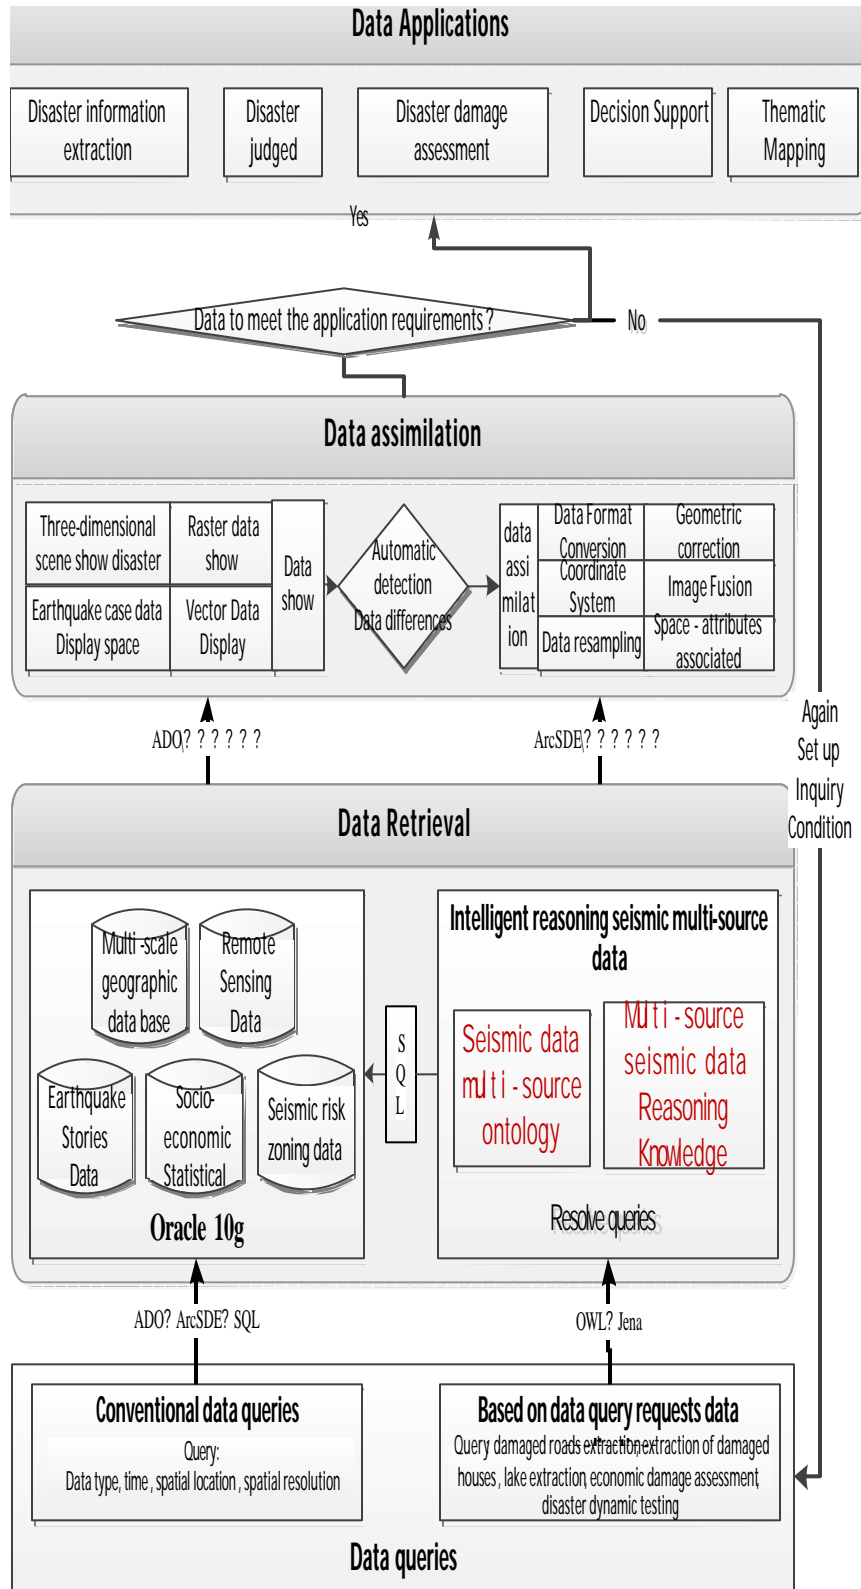 Data Applications
Disaster information
extraction
Disaster
judged
Disaster damage
assessment
Decision Support
Thematic
Mapping
Yes
Data to meet the application requirements?
No
Data assimilation
Three-dimensional
scene show disaster
Raster data
show
Earthquake case data
Display space
Vector Data
Display
Data
show
Automatic
detection
Data differences
data
assi
milat
ion
Data Format
Conversion
Geometric
correction
Coordinate
System
Image Fusion
Data resampling
Space - attributes
associated
ADO\? ? ? ? ? ?
ArcSDE\? ? ? ? ? ?
Again
Set up
Inquiry
Condition
Data Retrieval
Multi-scale
geographic
data base
Remote
Sensing
Data
Earthquake
Stories
Data
Socio-
economic
Statistical
Seismic risk
zoning data
Oracle 10g
S
Q
L
Intelligent reasoning seismic multi-source
data
Seismic data
multi-source
ontology
Multi-source
seismic data
Reasoning
Knowledge
Resolve queries
ADO? ArcSDE? SQL
OWL? Jena
Conventional data queries
Query:
Data type, time, spatial location, spatial resolution
Based on data query requests data
Query damaged roads extraction, extraction of damaged
houses, lake extraction, economic damage assessment,
disaster dynamic testing
Data queries